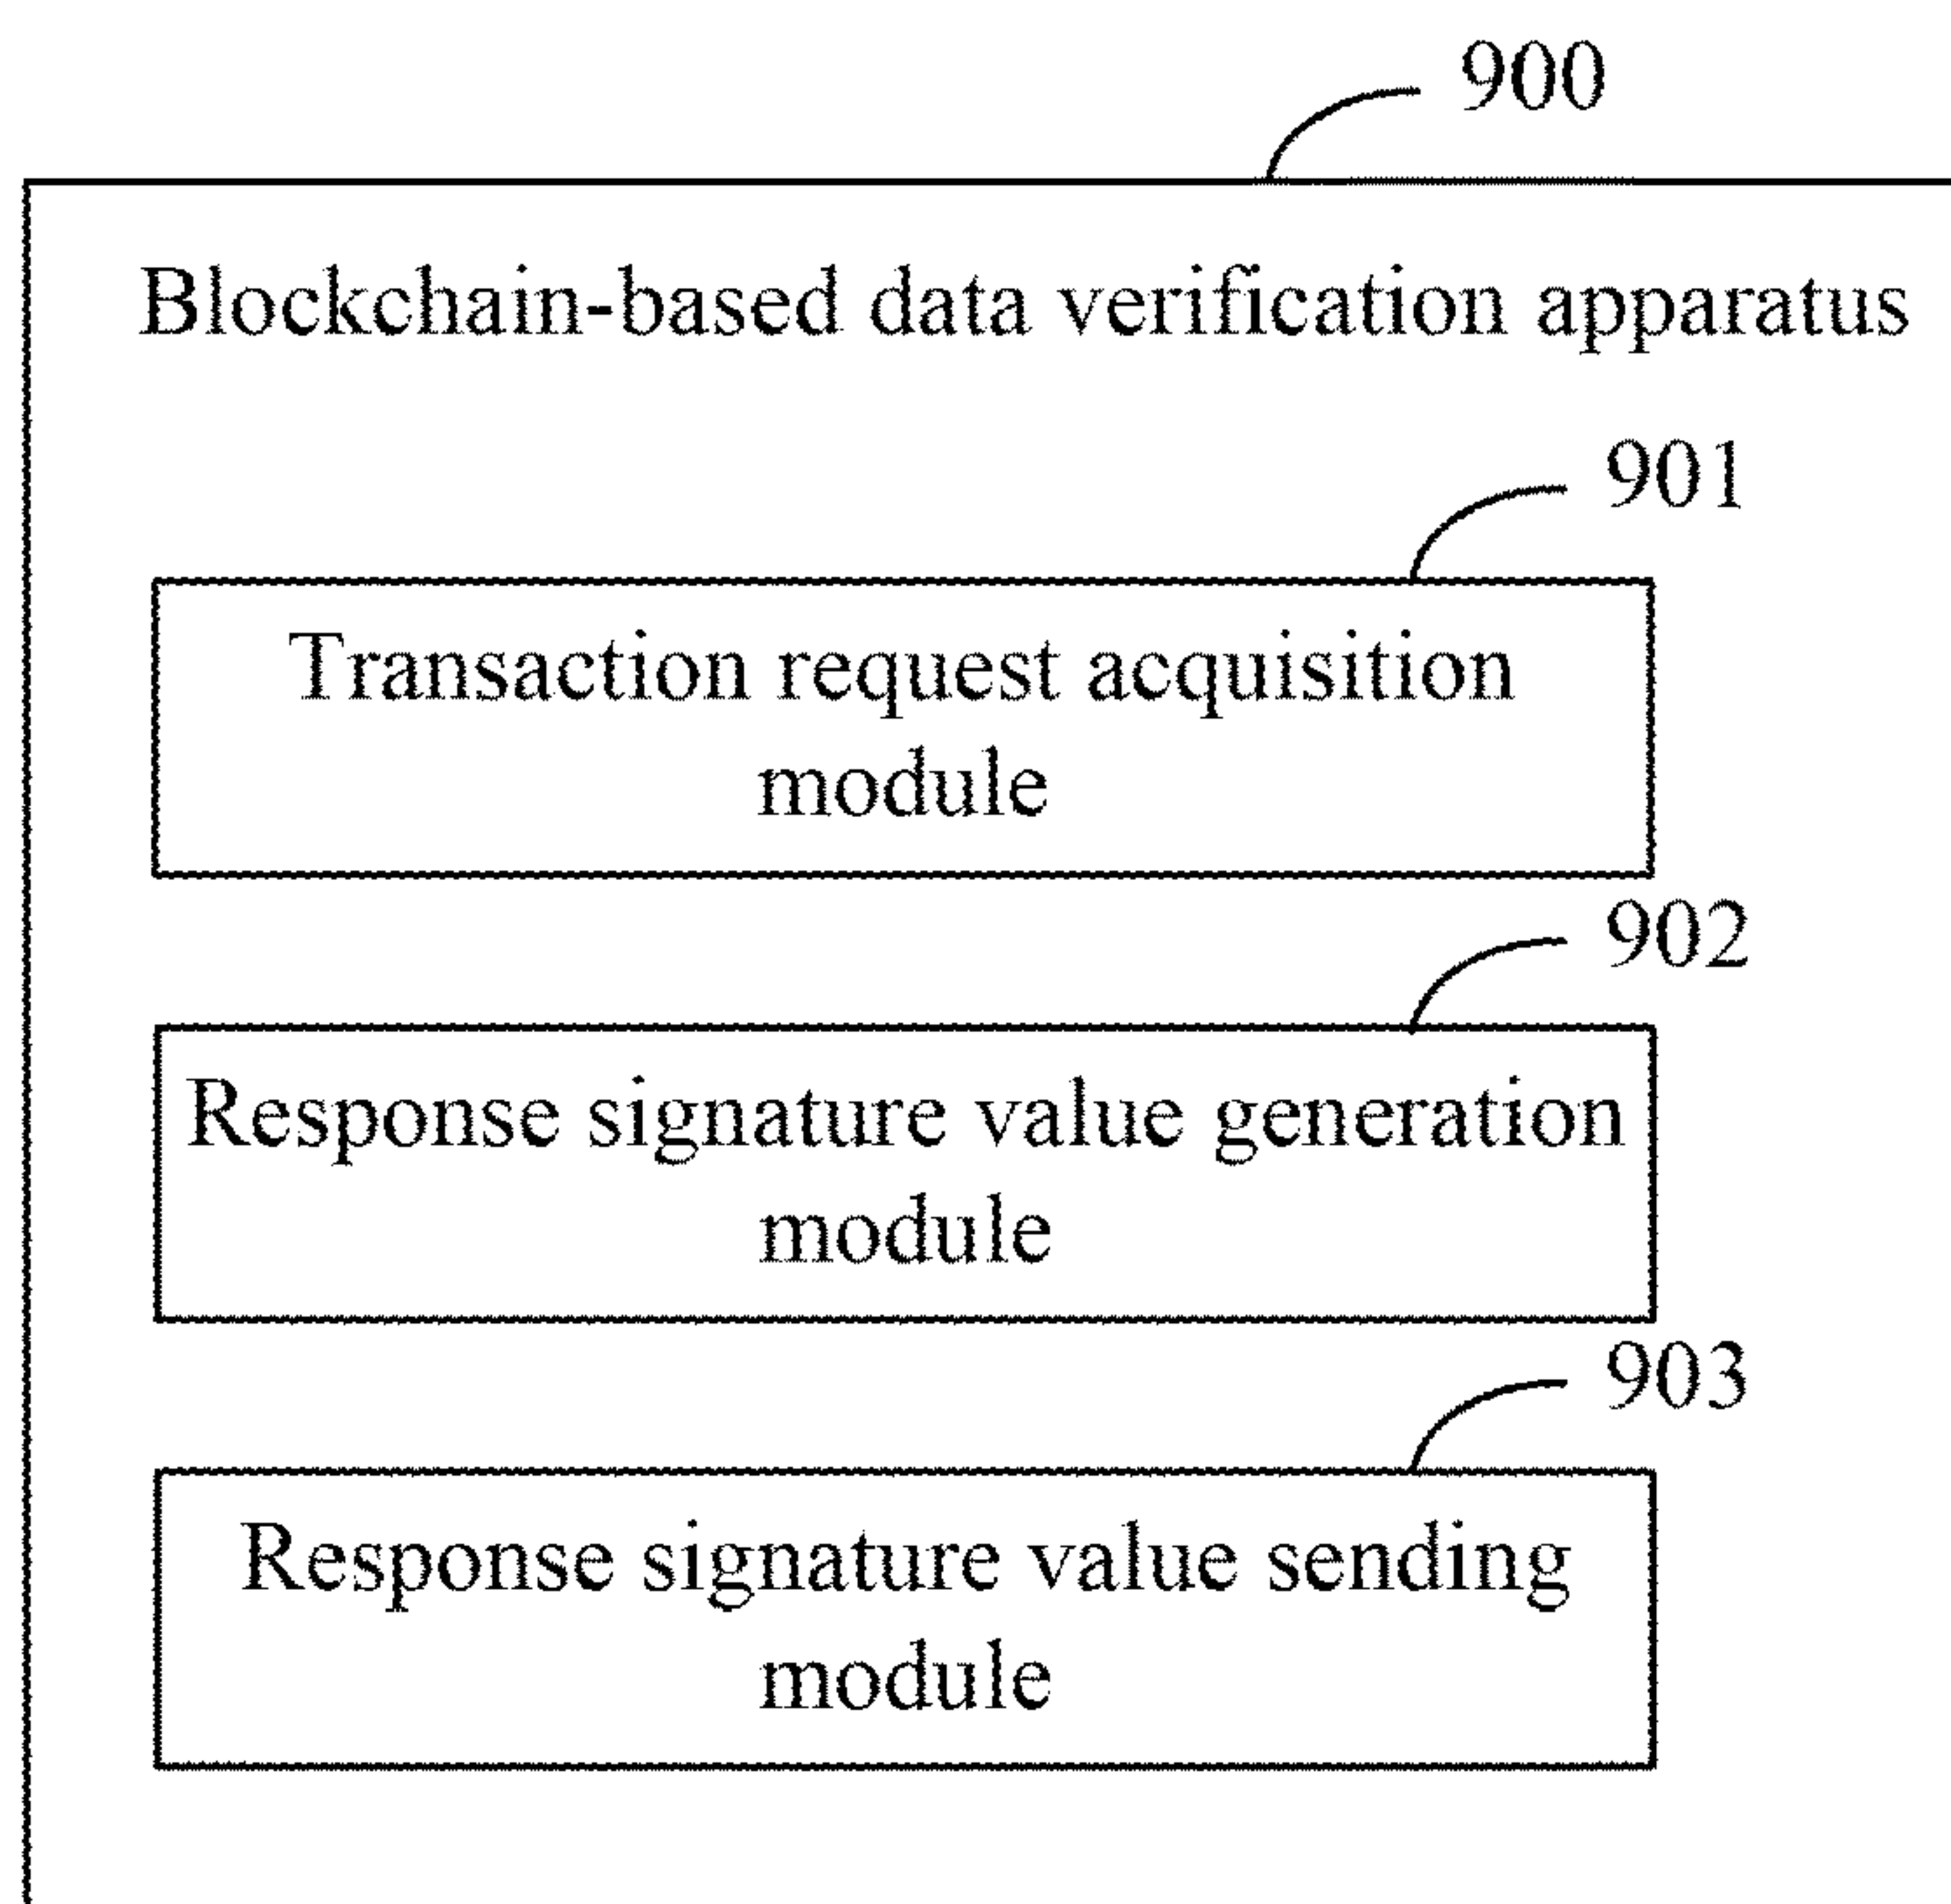 900
Blockchain-based data verification apparatus
901
Transaction request acquisition
module
902
Response signature value generation
module
903
Response signature value sending
module